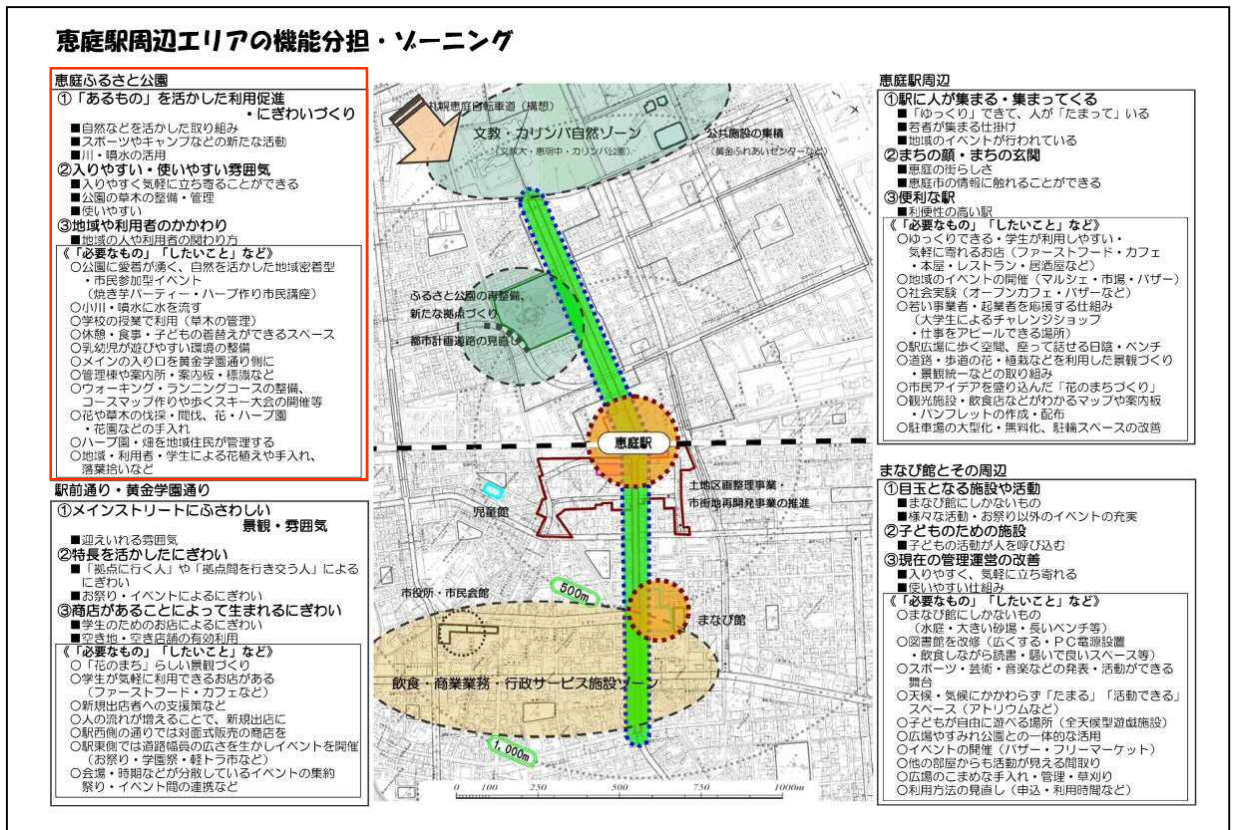 恵庭駅周辺エリアの機能分担・ゾーニング
恵庭ふるさと公園
①「あるもの」を活かした利用促進
・にぎわいづくり
■自然などを活かした取り組み
■スポーツやキャンプなどの新たな活動
■川・噴水の活用
②入りやすい・使いやすい雰囲気
■入りやすく気軽に立ち寄ることができる
■公園の草木の整備・管理
■使いやすい
③地域や利用者のかかわり
■地域の人や利用者の関わり方
《「必要なもの」「したいこと」など》
○公園に愛着が湧く、自然を活かした地域密着型
・市民参加型イベント
(焼き芋パーティー・ハーブ作り市民講座)
○小川・噴水に水を流す
○学校の授業で利用(草木の管理)
○休憩・食事・子どもの着替えができるスペース
○乳幼児が遊びやすい環境の整備
○メインの入り口を黄金学園通り側に
○管理棟や案内所・案内板・標識など
○ウォーキング・ランニングコースの整備、
コースマップ作りや歩くスキー大会の開催等
○花や草木の伐採・間伐、花・ハーブ園
・花園などの手入れ
○ハーブ園・畑を地域住民が管理する
○地域・利用者・学生による花植えや手入れ、
落葉拾いなど
駅前通り・黄金学園通り
①メインストリートにふさわしい
景観・雰囲気
■迎えいれる雰囲気
②特長を活かしたにぎわい
■「拠点に行く人」や「拠点間を行き交う人」による
にぎわい
■お祭り・イベントによるにぎわい
③商店があることによって生まれるにぎわい
■学生のためのお店によるにぎわい
■空き地・空き店舗の有効利用
《「必要なもの」「したいこと」など》
○「花のまち」らしい景観づくり
○学生が気軽に利用できるお店がある
(ファーストフード・カフェなど)
○新規出店者への支援策など
○人の流れが増えることで、新規出店に
○駅西側の通りでは対面式販売の商店を
○駅東側では道路幅員の広さを生かしイベントを開催
(お祭り・学園祭・軽トラ市など)
○会場・時期などが分散しているイベントの集約
祭り・イベント間の連携など
札幌恵庭自転車道(構想)
文教・カリンバ自然ゾーン
(文教大・恵明中・カリンバ公園)
公共施設の集積
(黄金ふれあいセンターなど)
ふるさと公園の再整備、
新たな拠点づくり
都市計画道路の見直し
恵庭駅
土地区画整理事業・
市街地再開発事業の推進
児童館
市役所・市民会館
500m
まなび館
飲食・商業業務・行政サービス施設ゾーン
1,000m
0 100 250 500 750 1000m
恵庭駅周辺
①駅に人が集まる・集まってくる
■「ゆっくり」できて、人が「たまって」いる
■若者が集まる仕掛け
■地域のイベントが行われている
②まちの顔・まちの玄関
■恵庭の街らしさ
■恵庭市の情報に触れることができる
③便利な駅
■利便性の高い駅
《「必要なもの」「したいこと」など》
○ゆっくりできる・学生が利用しやすい・
気軽に寄れるお店(ファーストフード・カフェ
・本屋・レストラン・居酒屋など)
○地域のイベントの開催(マルシェ・市場・バザー)
○社会実験(オープンカフェ・バザーなど)
○若い事業者・起業者を応援する仕組み
(大学生によるチャレンジショップ
・仕事をアピールできる場所)
○駅広場に歩く空間、座って話せる日陰・ベンチ
○道路・歩道の花・植栽などを利用した景観づくり
・景観統一などの取り組み
○市民アイデアを盛り込んだ「花のまちづくり」
○観光施設・飲食店などがわかるマップや案内板
・パンフレットの作成・配布
○駐車場の大型化・無料化、駐輪スペースの改善
まなび館とその周辺
①目玉となる施設や活動
■まなび館にしかないもの
■様々な活動・お祭り以外のイベントの充実
②子どものための施設
■子どもの活動が人を呼び込む
③現在の管理運営の改善
■入りやすく、気軽に立ち寄れる
■使いやすい仕組み
《「必要なもの」「したいこと」など》
○まなび館にしかないもの
(水庭・大きい砂場・長いベンチ等)
○図書館を改修(広くする・PC電源設置
・飲食しながら読書・騒いで良いスペース等)
○スポーツ・芸術・音楽などの発表・活動ができる
舞台
○天候・気候にかかわらず「たまる」「活動できる」
スペース(アトリウムなど)
○子どもが自由に遊べる場所(全天候型遊戯施設)
○広場やすみれ公園との一体的な活用
○イベントの開催(バザー・フリーマーケット)
○他の部屋からも活動が見える間取り
○広場のこまめな手入れ・管理・草刈り
○利用方法の見直し(申込・利用時間など)